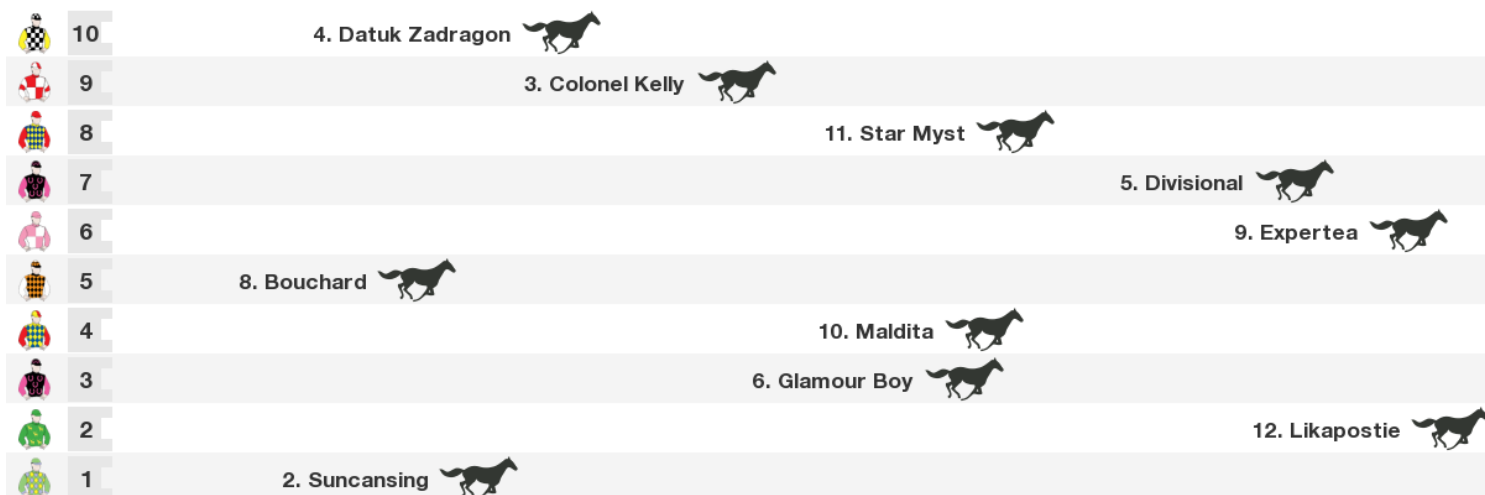 10 4. Datuk Zadragon
9 3. Colonel Kelly
8 11. Star Myst
7 5. Divisional
6 9. Expertea
5 8. Bouchard
4 10. Maldita
3 6. Glamour Boy
2 12. Likapostie
1 2. Suncansing